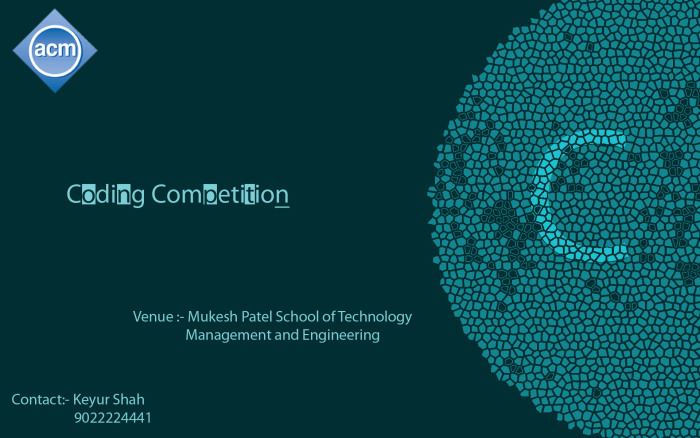 acm
Coding Competition
Venue :- Mukesh Patel School of Technology
Management and Engineering
Contact:- Keyur Shah
9022224441
C